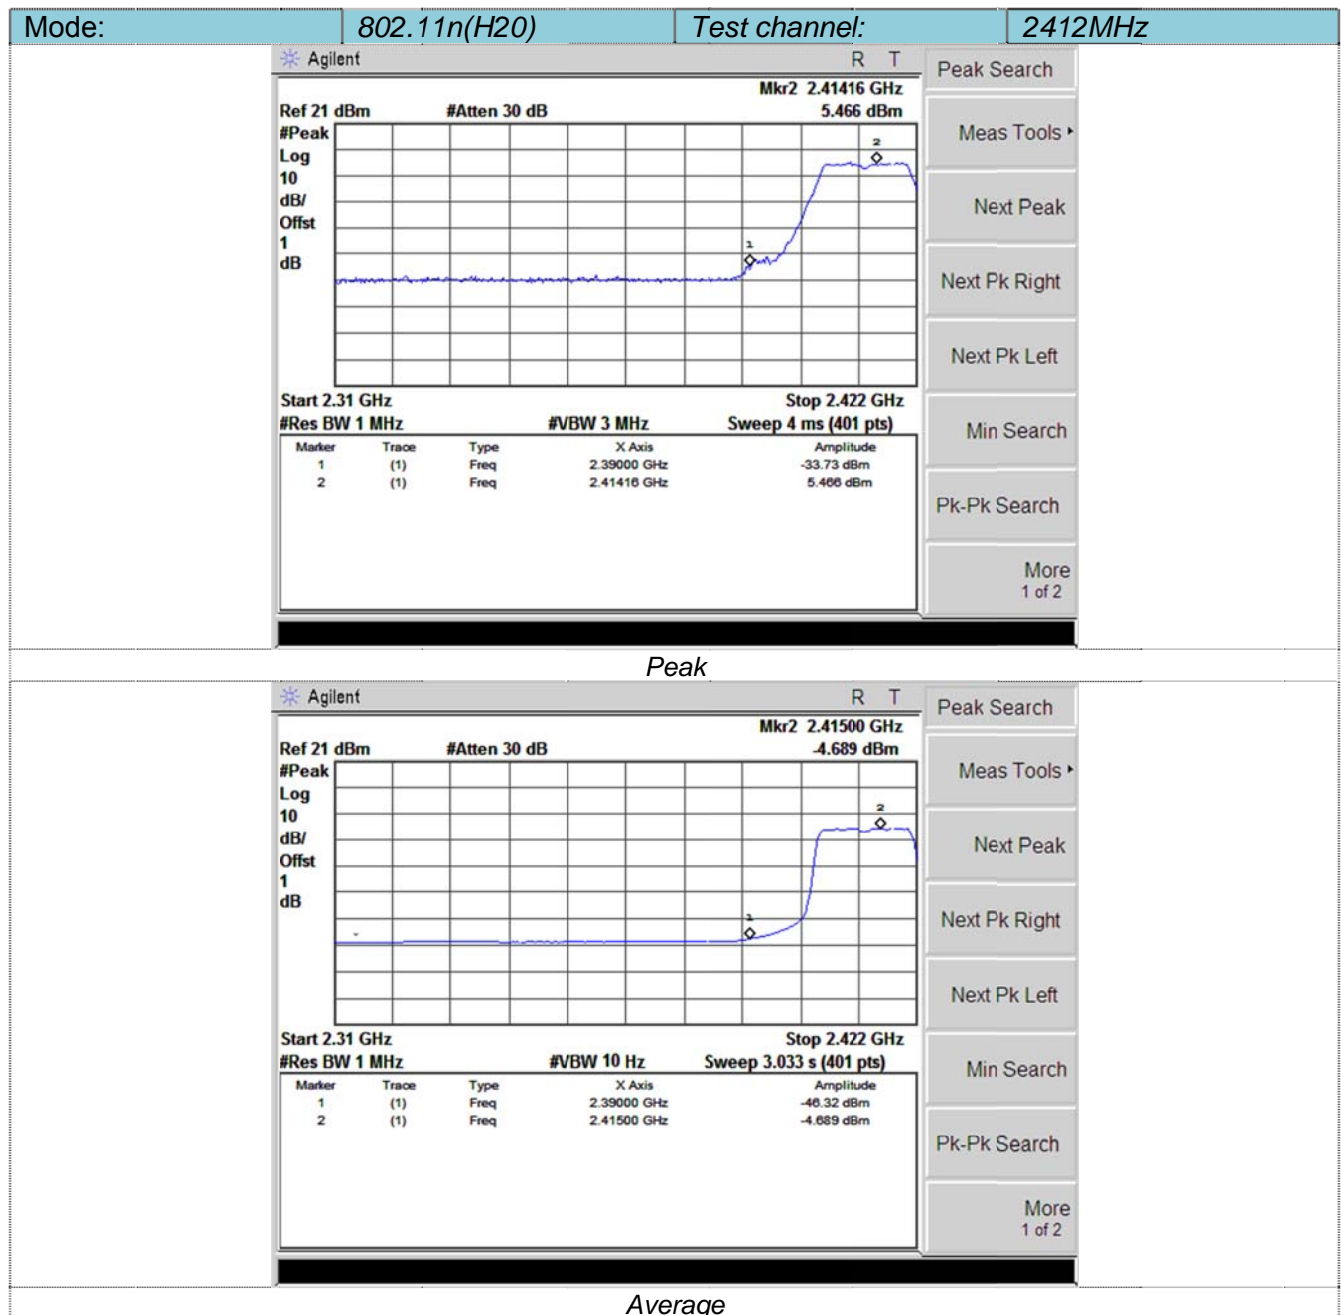 Mode: 802.11n(H20) Test channel: 2412MHz
Agilent R T
Peak Search
Mkr2 2.41416 GHz
Ref 21 dBm #Atten 30 dB 5.466 dBm
#Peak
Log
10
dB/
Offst
1
dB
2
1
Meas Tools
Next Peak
Next Pk Right
Next Pk Left
Min Search
Pk-Pk Search
More
1 of 2
Start 2.31 GHz Stop 2.422 GHz
#Res BW 1 MHz #VBW 3 MHz Sweep 4 ms (401 pts)
Marker Trace Type X Axis Amplitude
1 (1) Freq 2.39000 GHz -33.73 dBm
2 (1) Freq 2.41416 GHz 5.466 dBm
Peak
Agilent R T
Peak Search
Mkr2 2.41500 GHz
Ref 21 dBm #Atten 30 dB -4.689 dBm
#Peak
Log
10
dB/
Offst
1
dB
2
1
Meas Tools
Next Peak
Next Pk Right
Next Pk Left
Min Search
Pk-Pk Search
More
1 of 2
Start 2.31 GHz Stop 2.422 GHz
#Res BW 1 MHz #VBW 10 Hz Sweep 3.033 s (401 pts)
Marker Trace Type X Axis Amplitude
1 (1) Freq 2.39000 GHz -46.32 dBm
2 (1) Freq 2.41500 GHz -4.689 dBm
Average